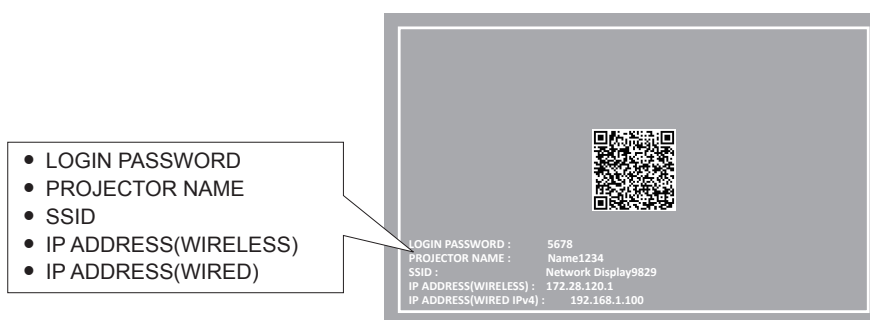 ● LOGIN PASSWORD
● PROJECTOR NAME
● SSID
● IP ADDRESS(WIRELESS)
● IP ADDRESS(WIRED)
LOGIN PASSWORD : 5678
PROJECTOR NAME : Name1234
SSID : Network Display9829
IP ADDRESS(WIRELESS) : 172.28.120.1
IP ADDRESS(WIRED IPv4) : 192.168.1.100